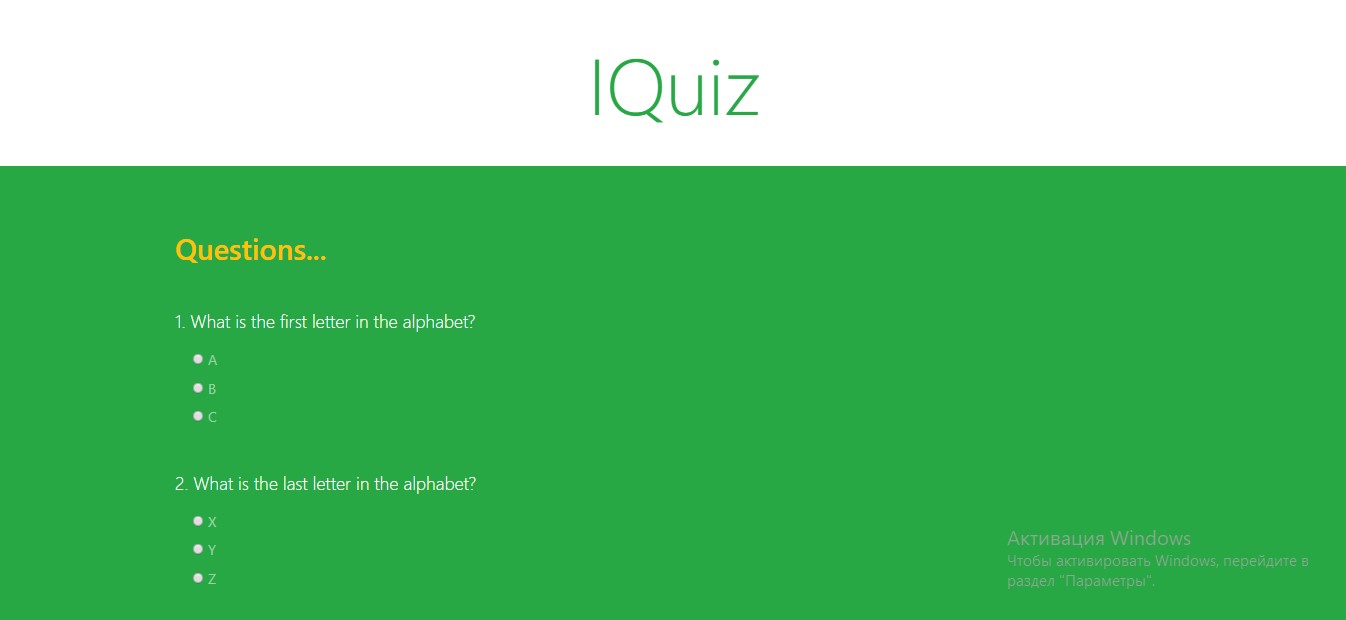 IQuiz
Questions...
1. What is the first letter in the alphabet?
A
B
C
2. What is the last letter in the alphabet?
X
Y
Z
Активация Windows
Чтобы активировать Windows, перейдите в
раздел "Параметры".